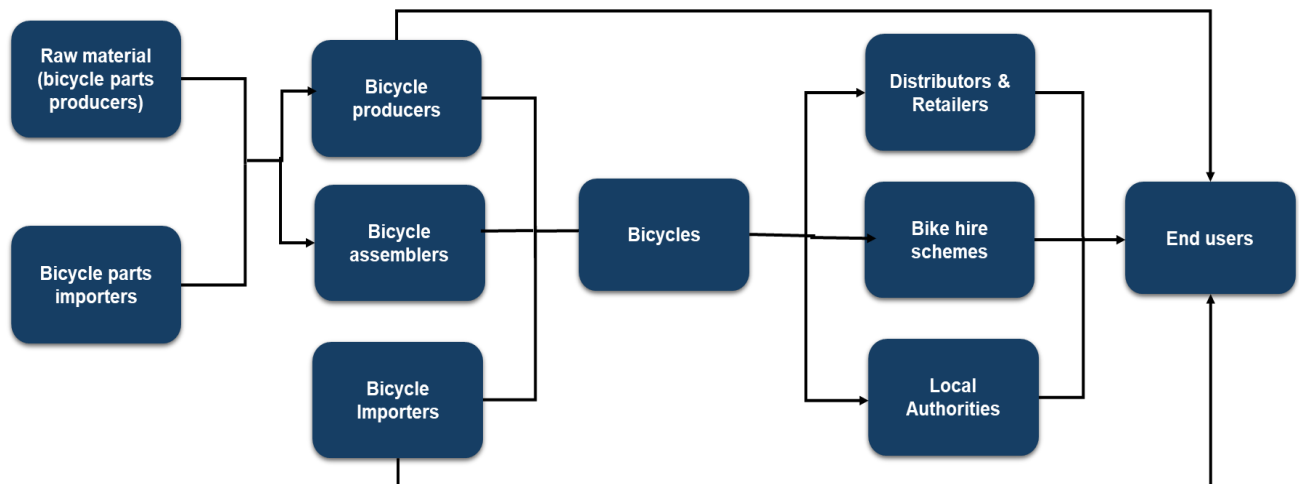 Raw material
(bicycle parts
producers)
Bicycle parts
importers
Bicycle
producers
Bicycle
assemblers
Bicycle
Importers
Bicycles
Distributors &
Retailers
Bike hire
schemes
Local
Authorities
End users